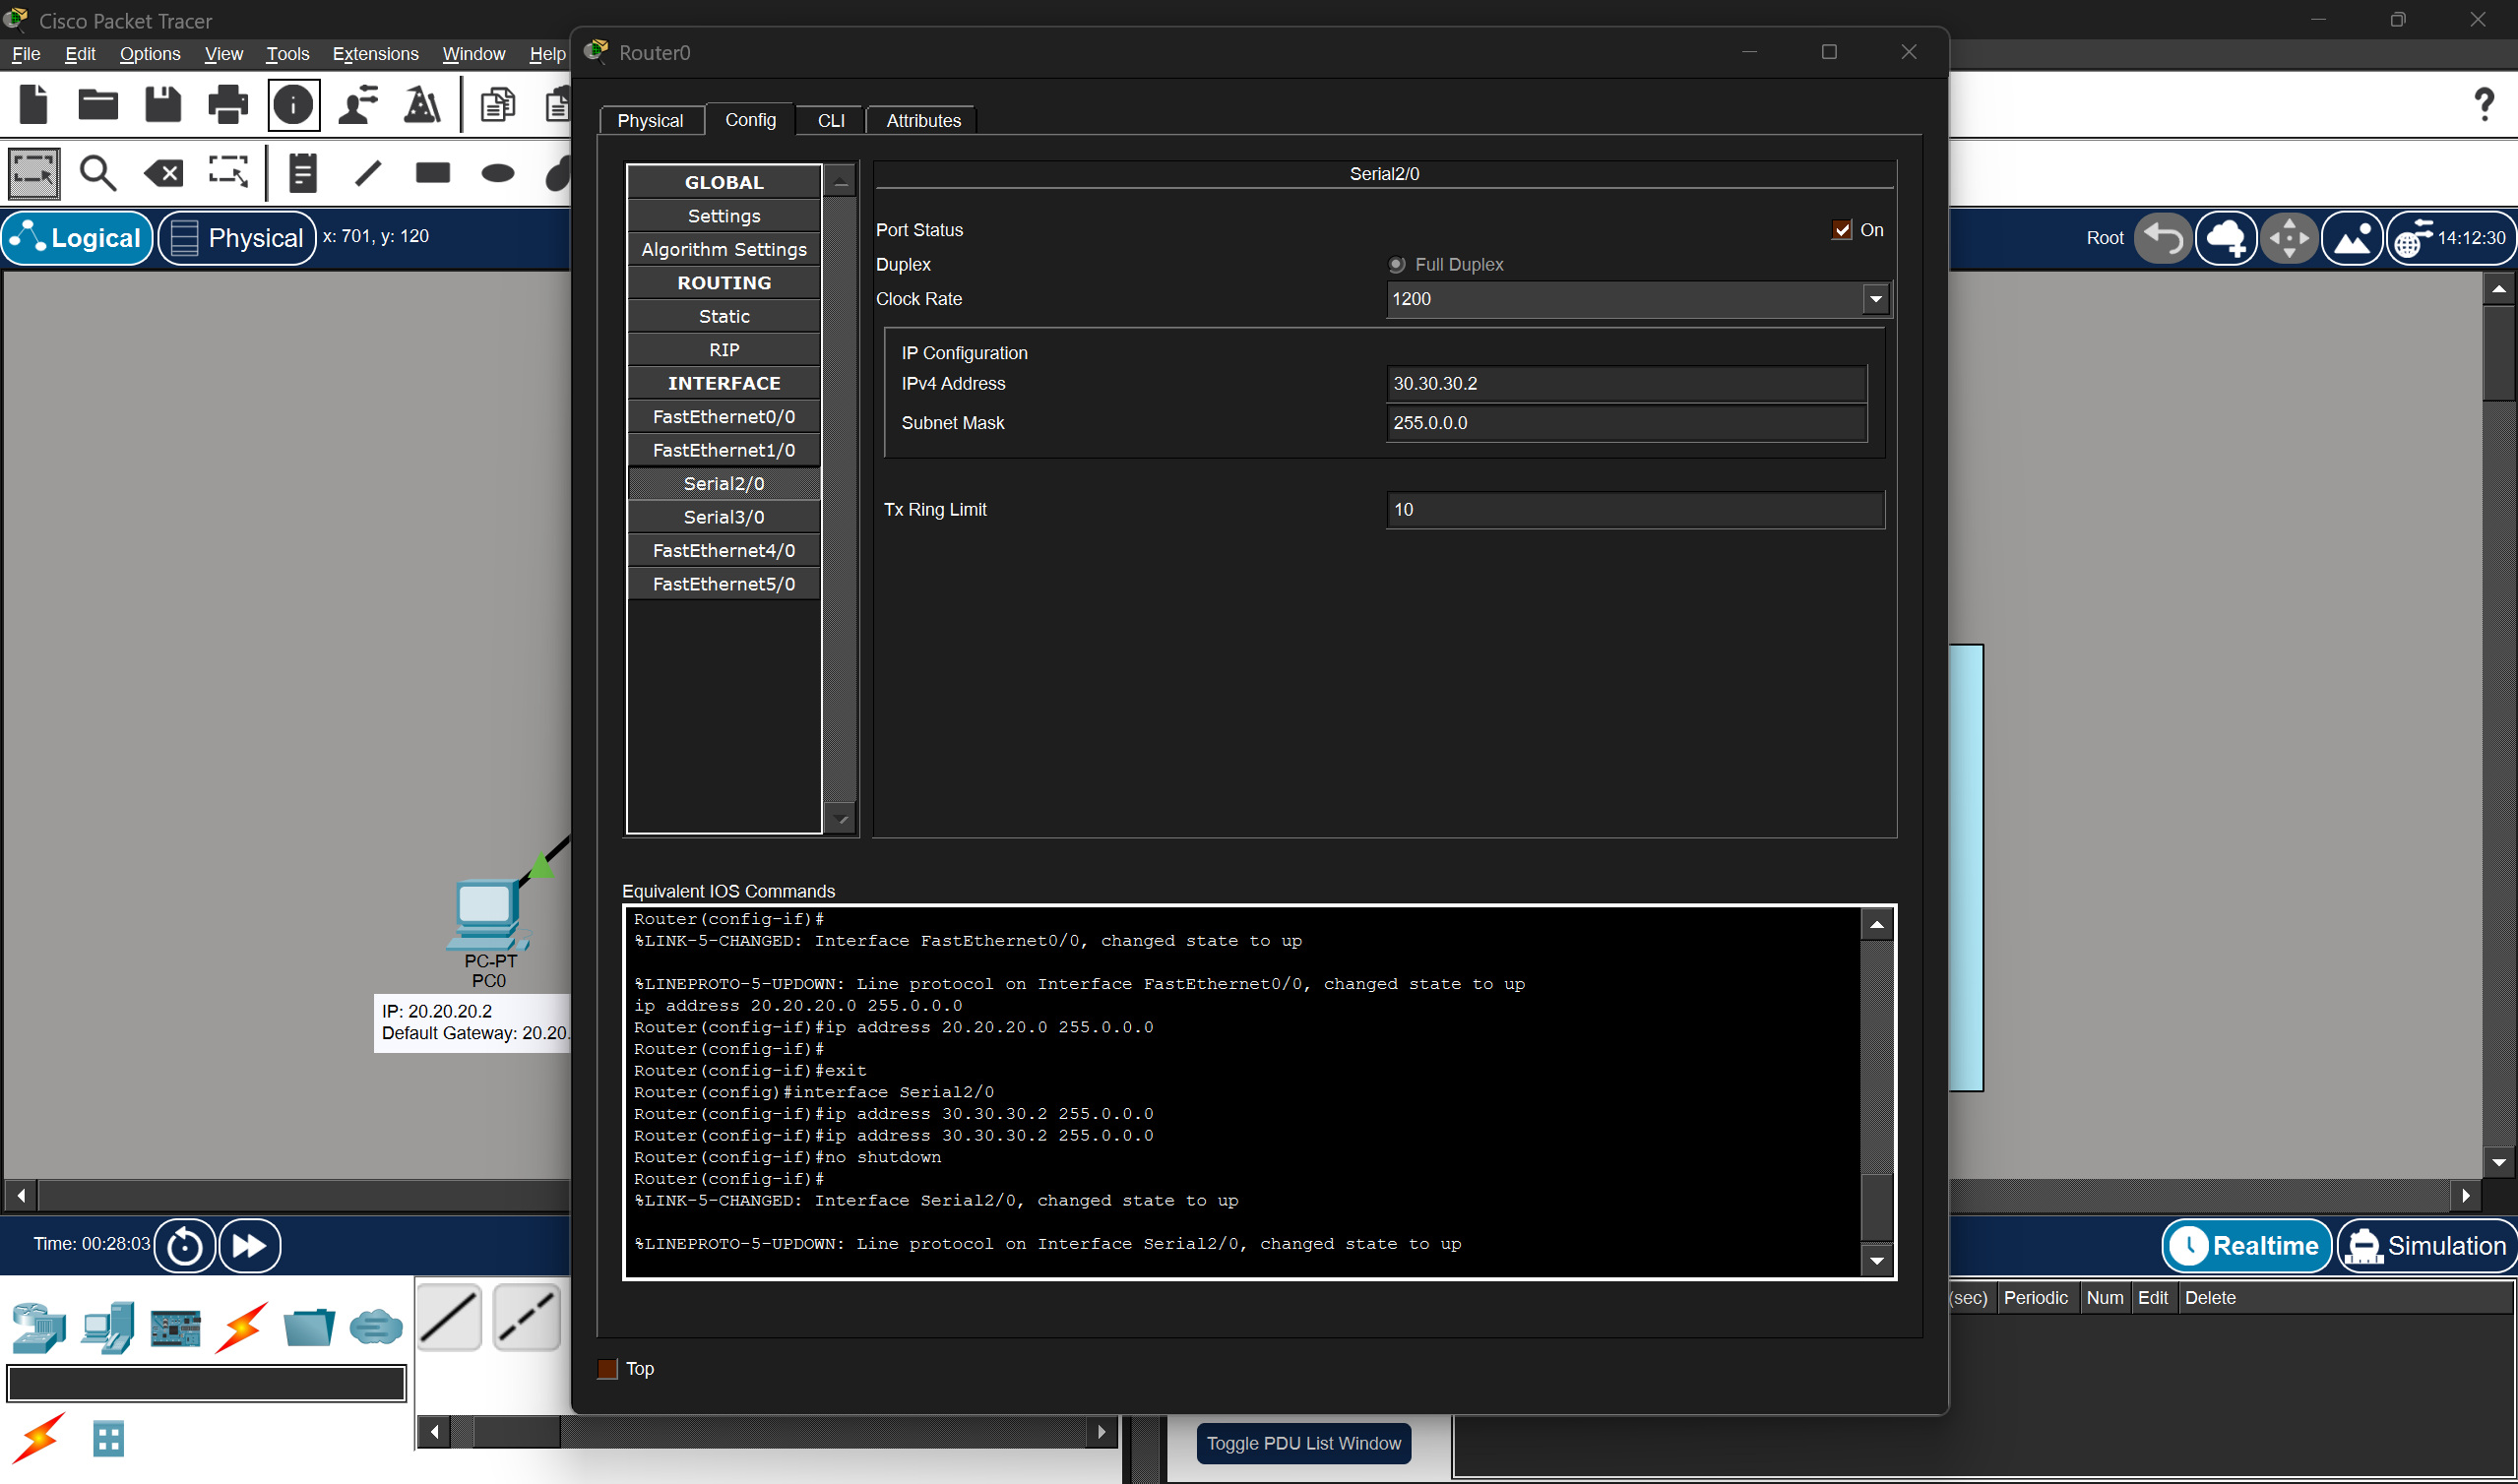 Cisco Packet Tracer
File Edit Options View Tools Extensions Window Help
Router0
Physical Config CLI Attributes
Logical Physical x: 701, y: 120
Root 14:12:30
GLOBAL
Settings
Algorithm Settings
ROUTING
Static
RIP
INTERFACE
FastEthernet0/0
FastEthernet1/0
Serial2/0
Serial3/0
FastEthernet4/0
FastEthernet5/0
Serial2/0
Port Status On
Duplex Full Duplex
Clock Rate 1200
IP Configuration
IPv4 Address 30.30.30.2
Subnet Mask 255.0.0.0
Tx Ring Limit 10
PC-PT
PC0
IP: 20.20.20.2
Default Gateway: 20.20.
Equivalent IOS Commands
Router(config-if)#
%LINK-5-CHANGED: Interface FastEthernet0/0, changed state to up
%LINEPROTO-5-UPDOWN: Line protocol on Interface FastEthernet0/0, changed state to up
ip address 20.20.20.0 255.0.0.0
Router(config-if)#ip address 20.20.20.0 255.0.0.0
Router(config-if)#
Router(config-if)#exit
Router(config)#interface Serial2/0
Router(config-if)#ip address 30.30.30.2 255.0.0.0
Router(config-if)#ip address 30.30.30.2 255.0.0.0
Router(config-if)#no shutdown
Router(config-if)#
%LINK-5-CHANGED: Interface Serial2/0, changed state to up
%LINEPROTO-5-UPDOWN: Line protocol on Interface Serial2/0, changed state to up
Top
Time: 00:28:03
Realtime Simulation
(sec) Periodic Num Edit Delete
Toggle PDU List Window